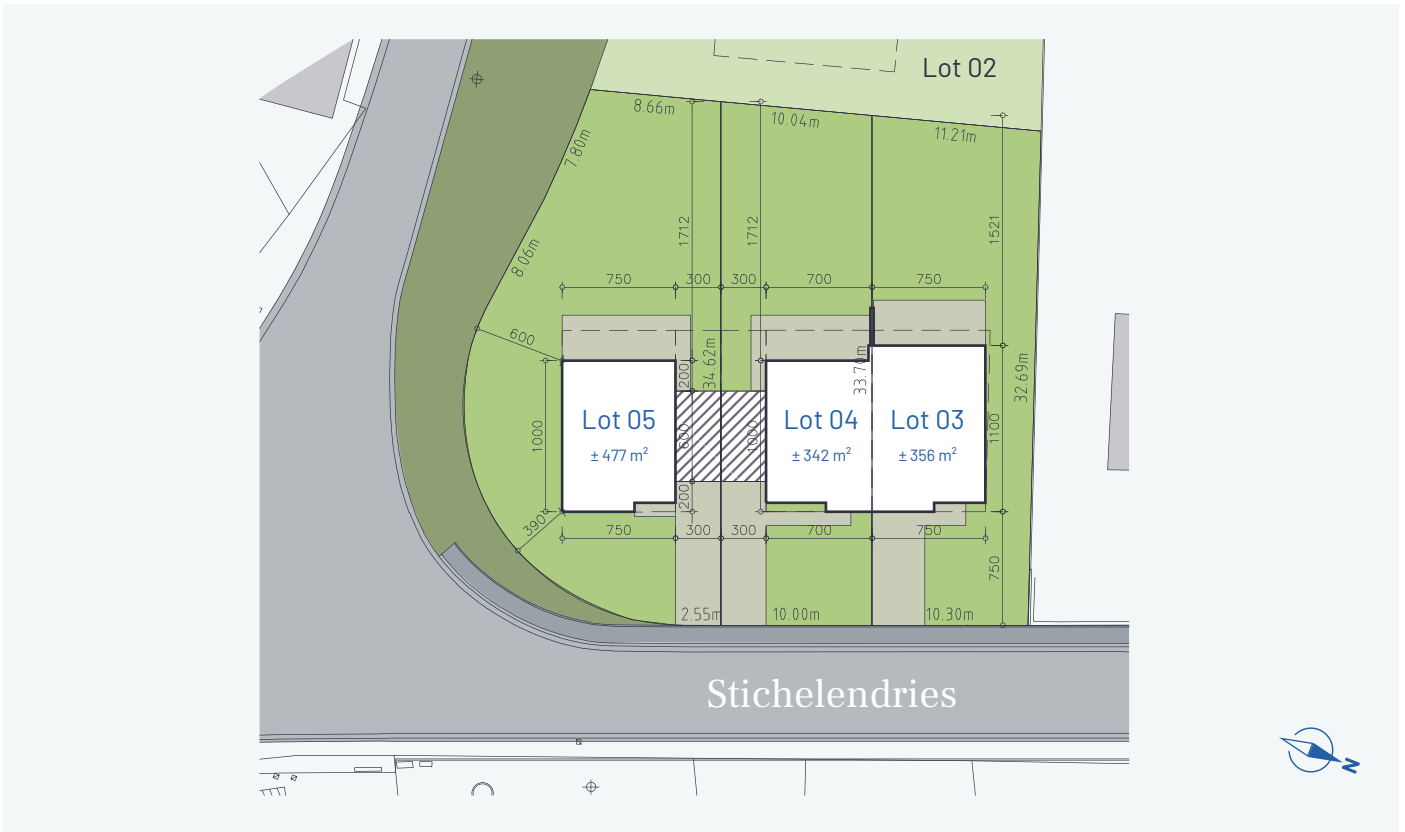 Lot 02
8.66m
10.04m
11.21m
7.80m
8.06m
1712
1712
1521
750
300
300
700
750
600
200
34.62m
33.70m
32.69m
Lot 05
Lot 04
Lot 03
± 477 m²
± 342 m²
± 356 m²
1000
600
1000
1100
200
390
750
300
300
700
750
750
2.55m
10.00m
10.30m
Stichelendries
N